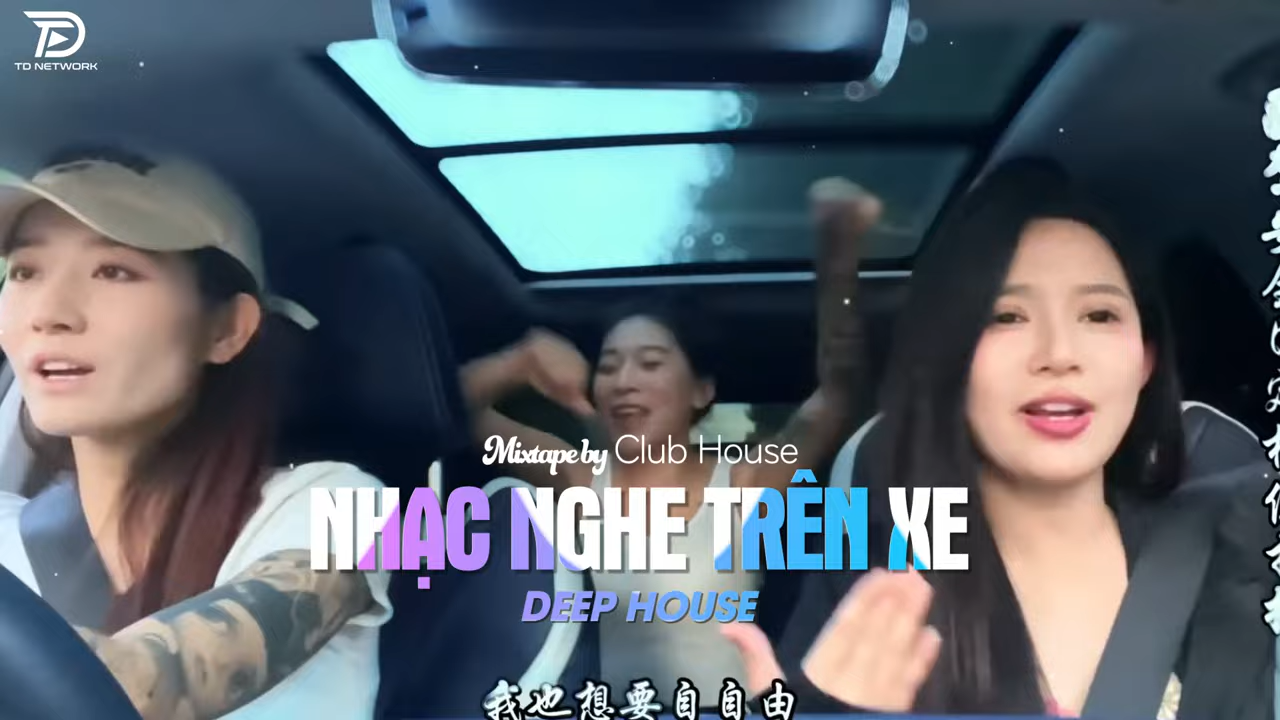 TD NETWORK
Mixtape by Club House
NHẠC NGHE TRÊN XE
DEEP HOUSE
我也想要自自由